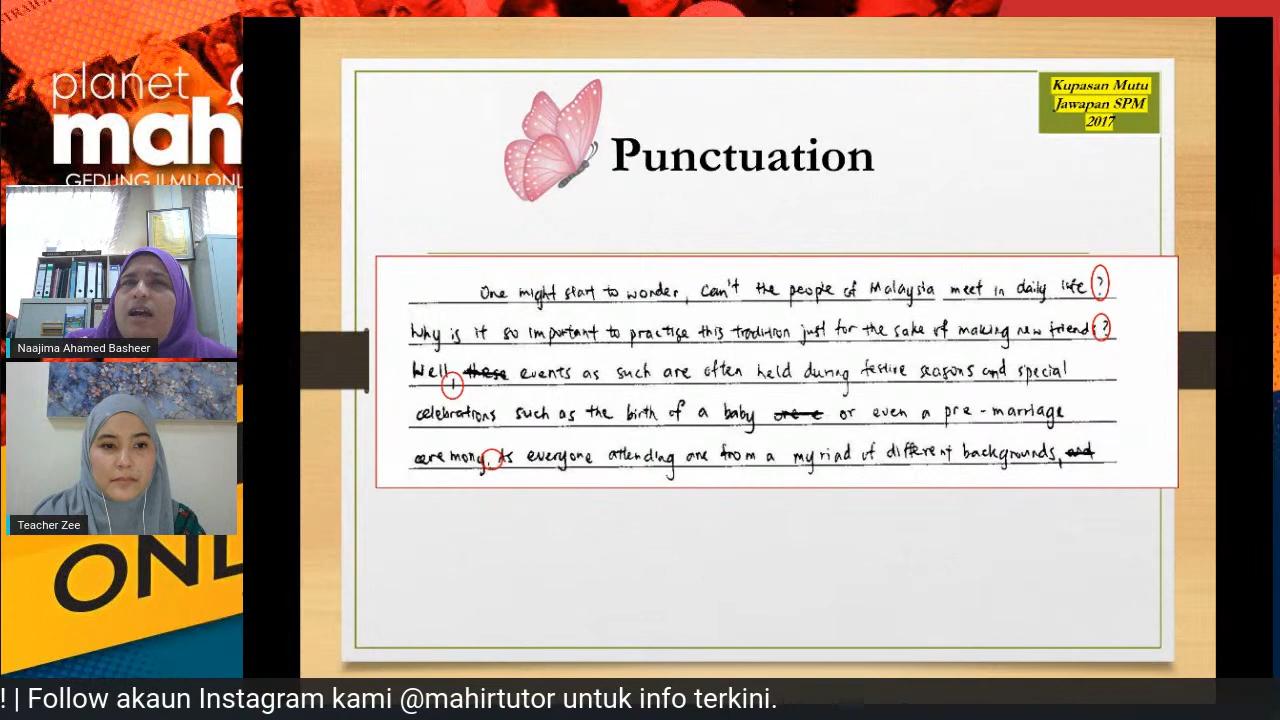 planet
mah
GEDUNG ILMU ONL
Naajima Ahamed Basheer
Teacher Zee
ONL
Kupasan Mutu
Jawapan SPM
2017
Punctuation
One might start to wonder, can't the people of Malaysia meet in daily life ?
Why is it so important to practise this tradition just for the sake of making new friends ?
Well, these events as such are often held during festive seasons and special
celebrations such as the birth of a baby or even a pre-marriage
ceremony. As everyone attending are from a myriad of different backgrounds, and
! | Follow akaun Instagram kami @mahirtutor untuk info terkini.